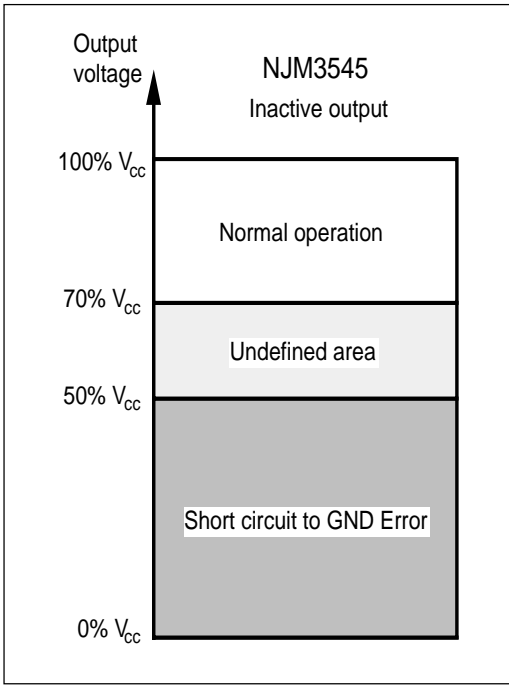 Output
voltage
NJM3545
Inactive output
100% Vcc
Normal operation
70% Vcc
Undefined area
50% Vcc
Short circuit to GND Error
0% Vcc